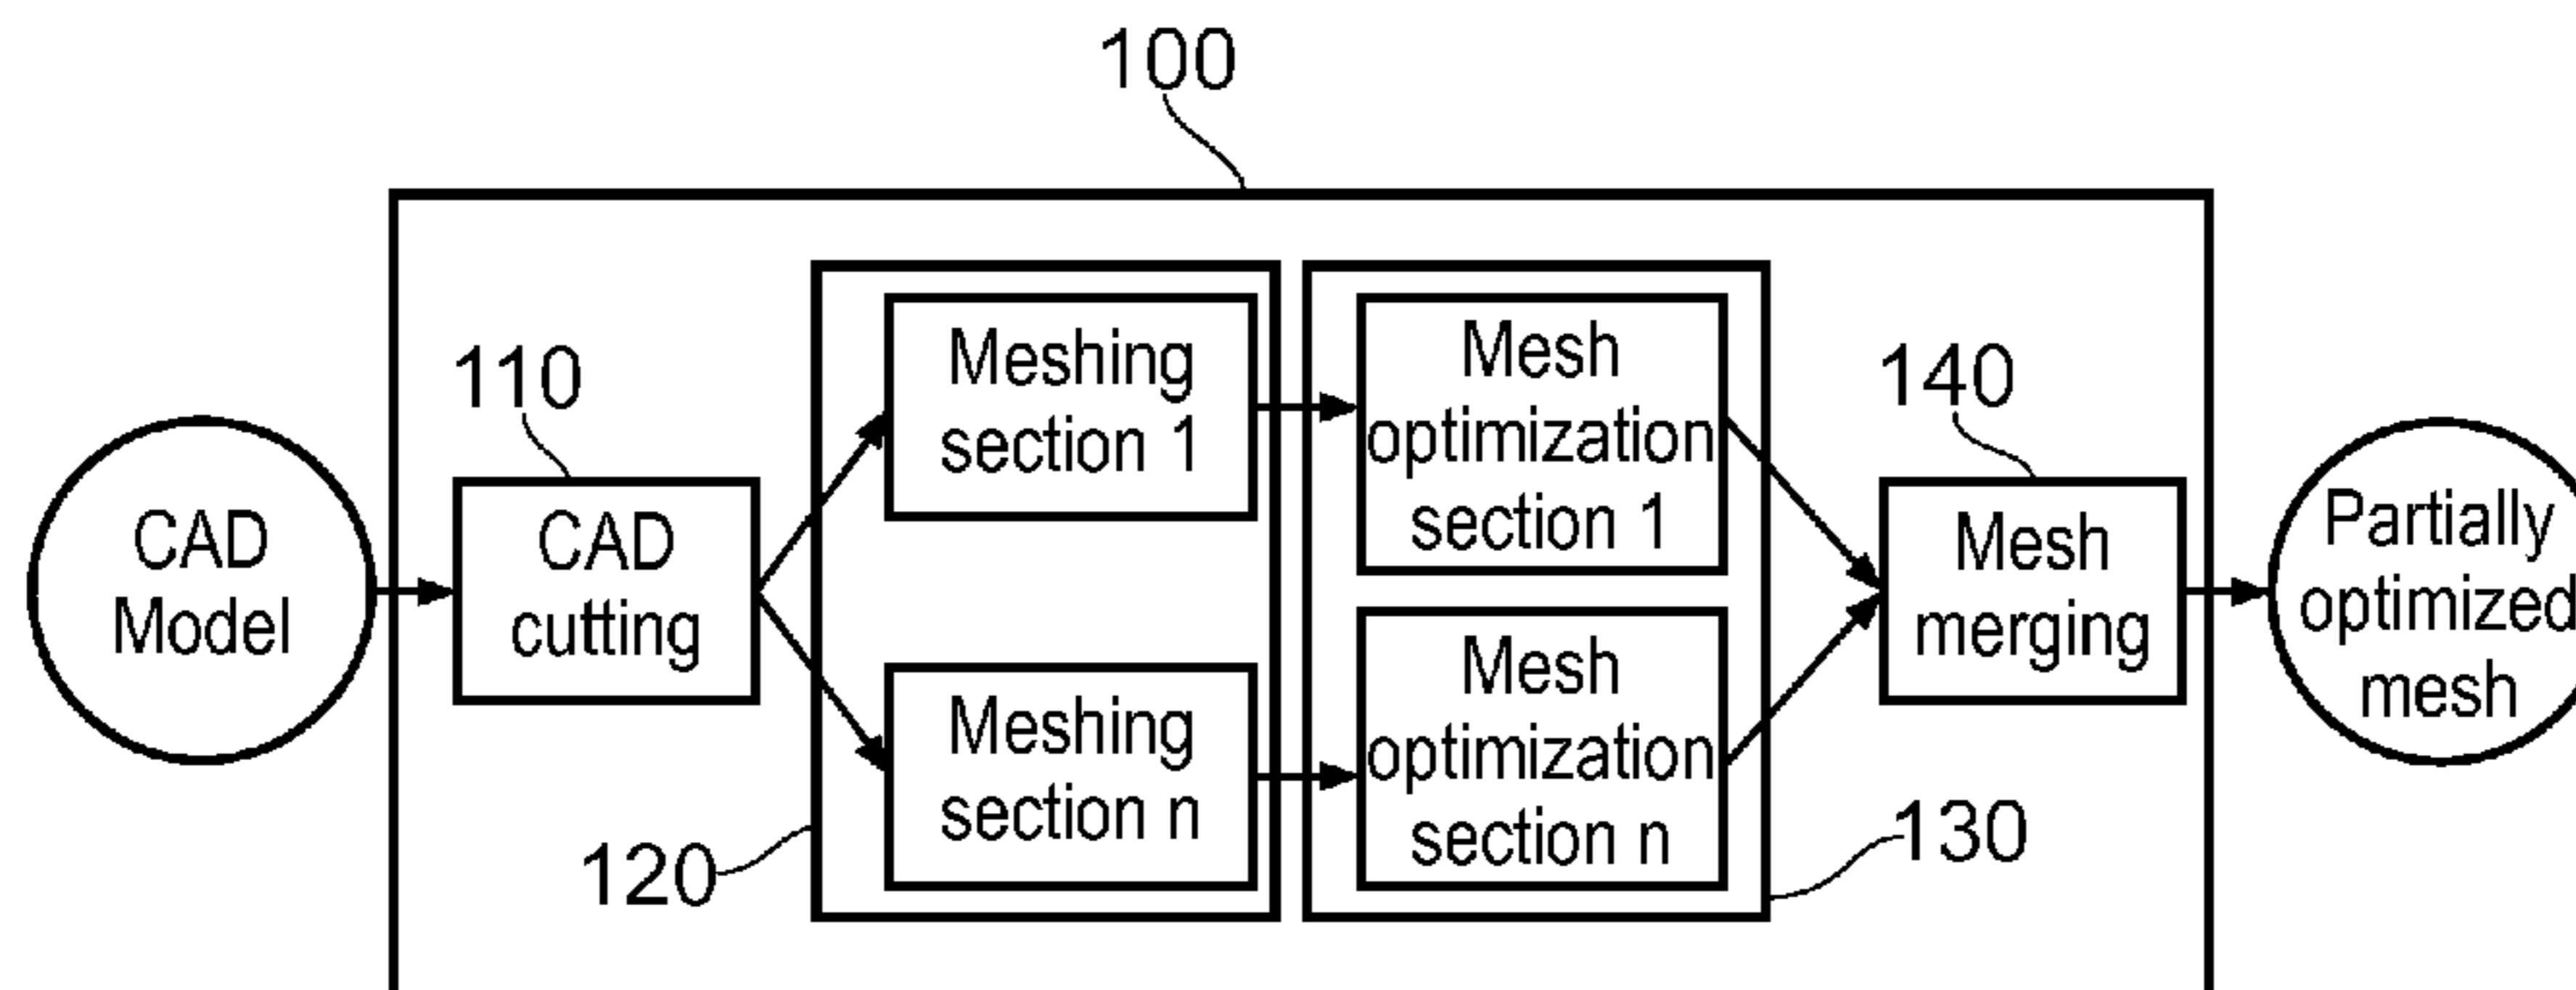 100
110
140
CAD
Model
CAD
cutting
Meshing
section 1
Meshing
section n
Mesh
optimization
section 1
Mesh
optimization
section n
Mesh
merging
Partially
optimized
mesh
120
130